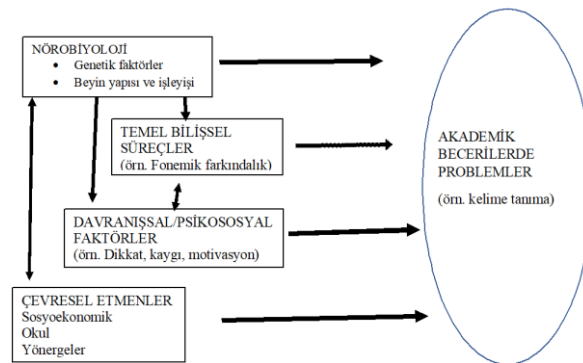 NÖROBİYOLOJİ
• Genetik faktörler
• Beyin yapısı ve işleyişi
TEMEL BİLİŞSEL
SÜREÇLER
(örn. Fonemik farkındalık)
DAVRANIŞSAL/PSİKOSOSYAL
FAKTÖRLER
(örn. Dikkat, kaygı, motivasyon)
ÇEVRESEL ETMENLER
Sosyoekonomik
Okul
Yönergeler
AKADEMİK
BECERİLERDE
PROBLEMLER
(örn. kelime tanıma)